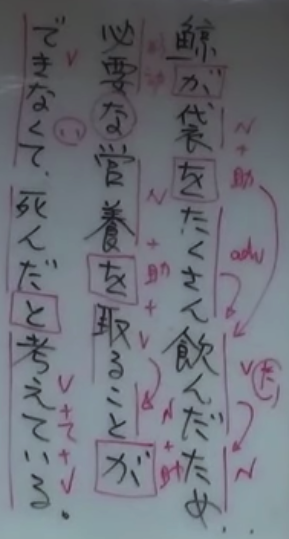 鯨が袋をたくさん飲んだため、
N+助 adv V(た) N
必要な営養を取ることが
N+助+V N+助
できなくて、死んだと考えている。
V い V+て+V